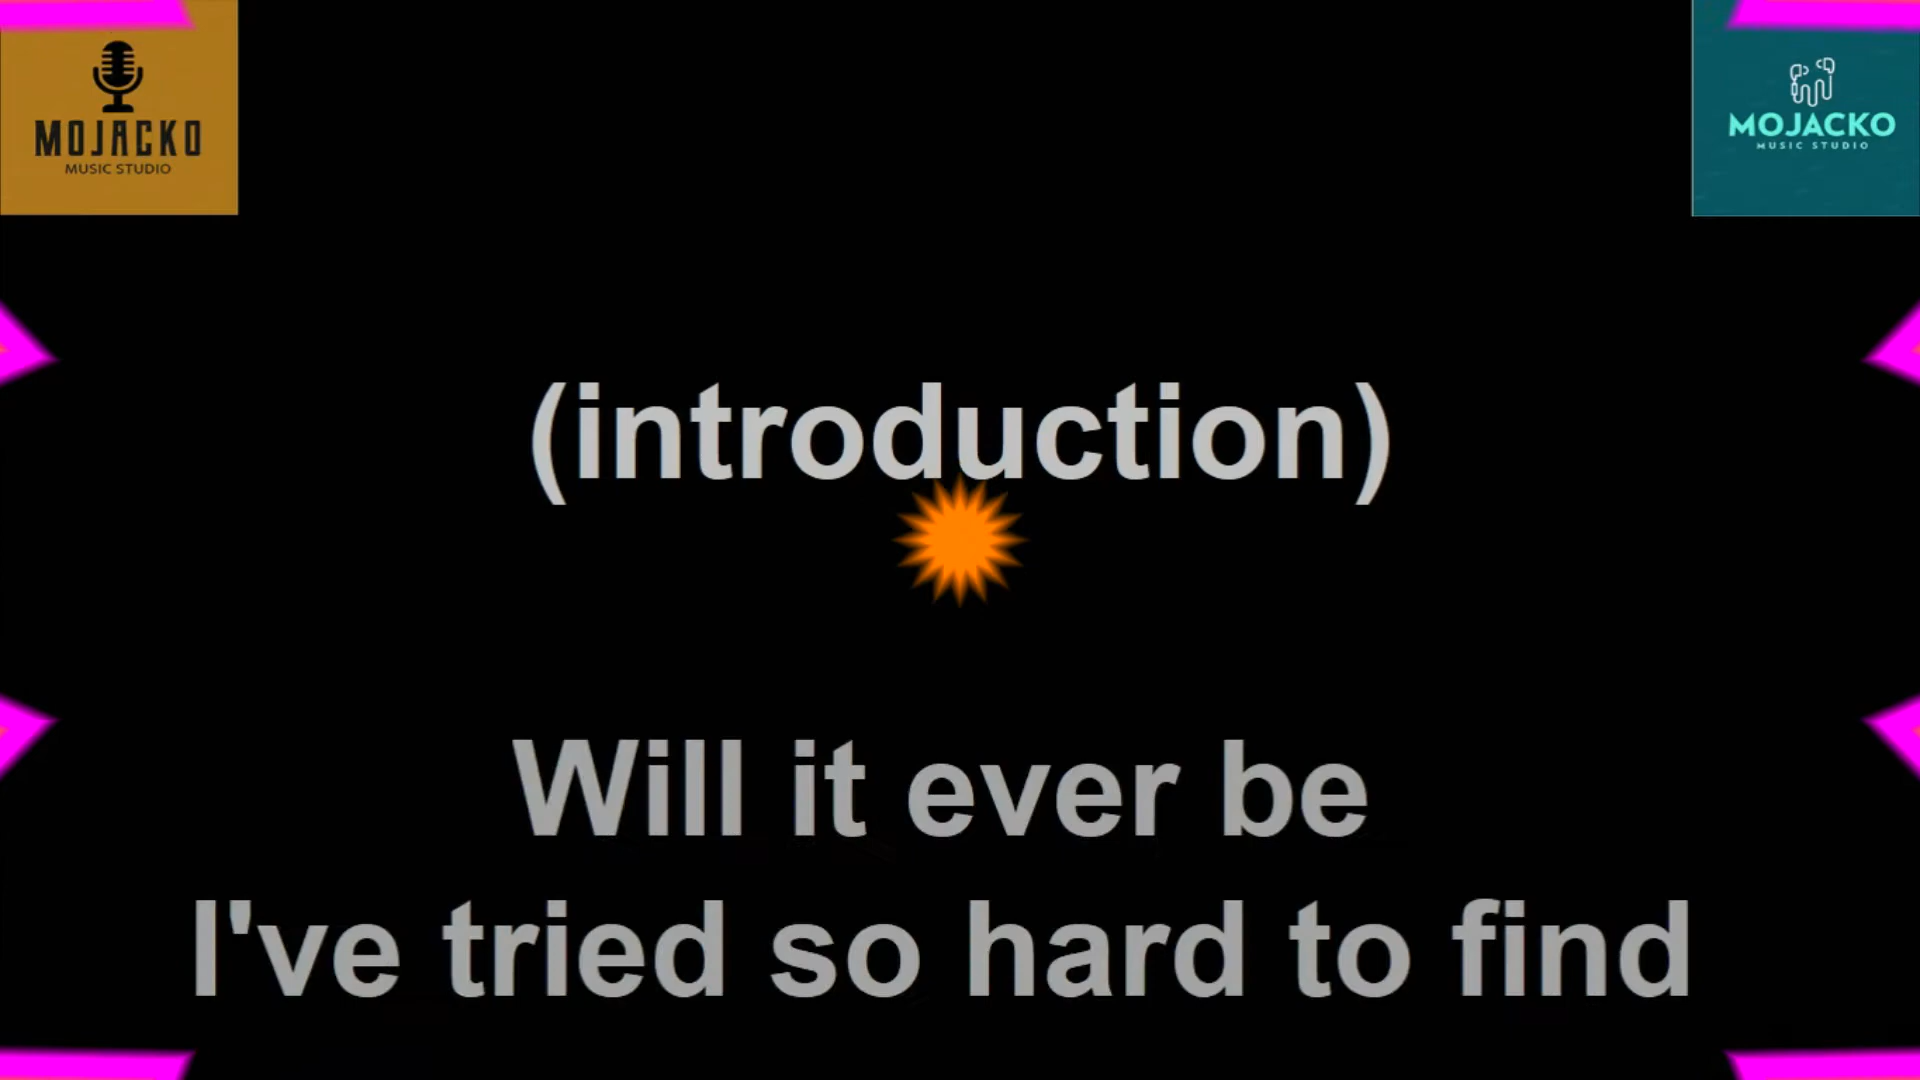 MOJACKO
MUSIC STUDIO
MOJACKO
MUSIC STUDIO
(introduction)
Will it ever be
I've tried so hard to find